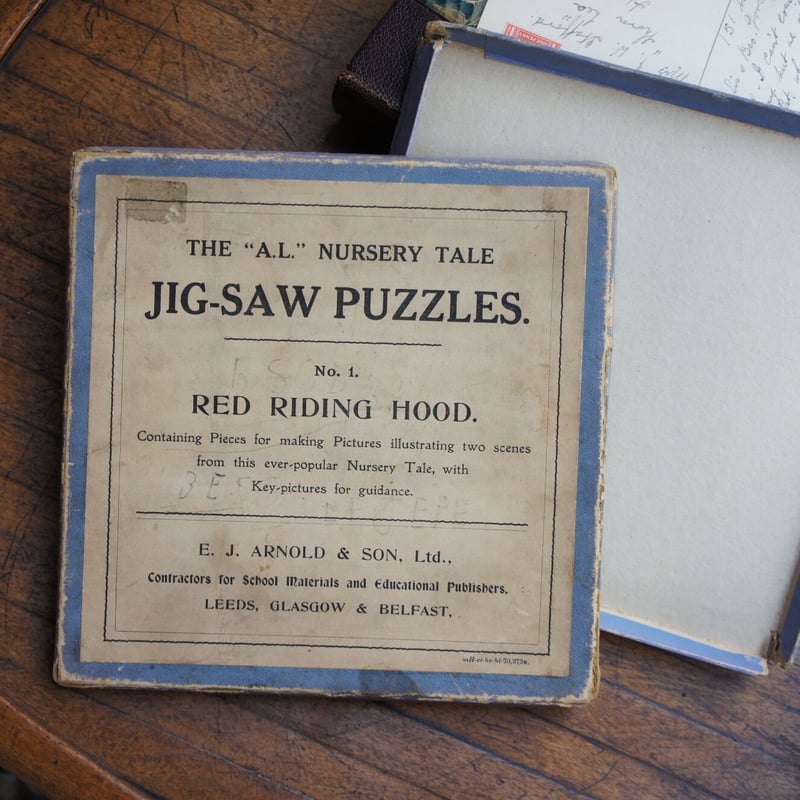 THE “A.L.” NURSERY TALE
JIG-SAW PUZZLES.
No. 1.
RED RIDING HOOD.
Containing Pieces for making Pictures illustrating two scenes
from this ever-popular Nursery Tale, with
Key-pictures for guidance.
E. J. ARNOLD & SON, Ltd.,
Contractors for School Materials and Educational Publishers,
LEEDS, GLASGOW & BELFAST,